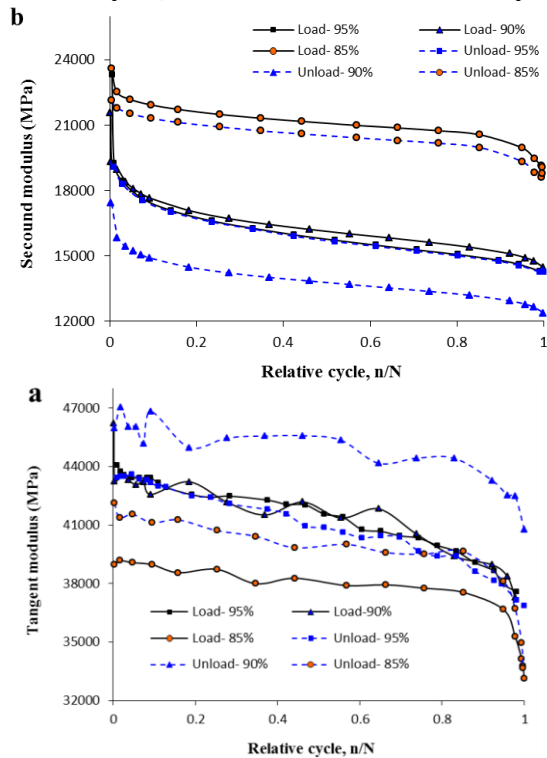 b
Load- 95%
Load- 90%
Load- 85%
Unload- 95%
Unload- 90%
Unload- 85%
24000
21000
18000
15000
12000
Secound modulus (MPa)
0
0.2
0.4
0.6
0.8
1
Relative cycle, n/N
a
47000
44000
41000
38000
35000
32000
Tangent modulus (MPa)
Load- 95%
Load-90%
Load- 85%
Unload- 95%
Unload- 90%
Unload- 85%
0
0.2
0.4
0.6
0.8
1
Relative cycle, n/N